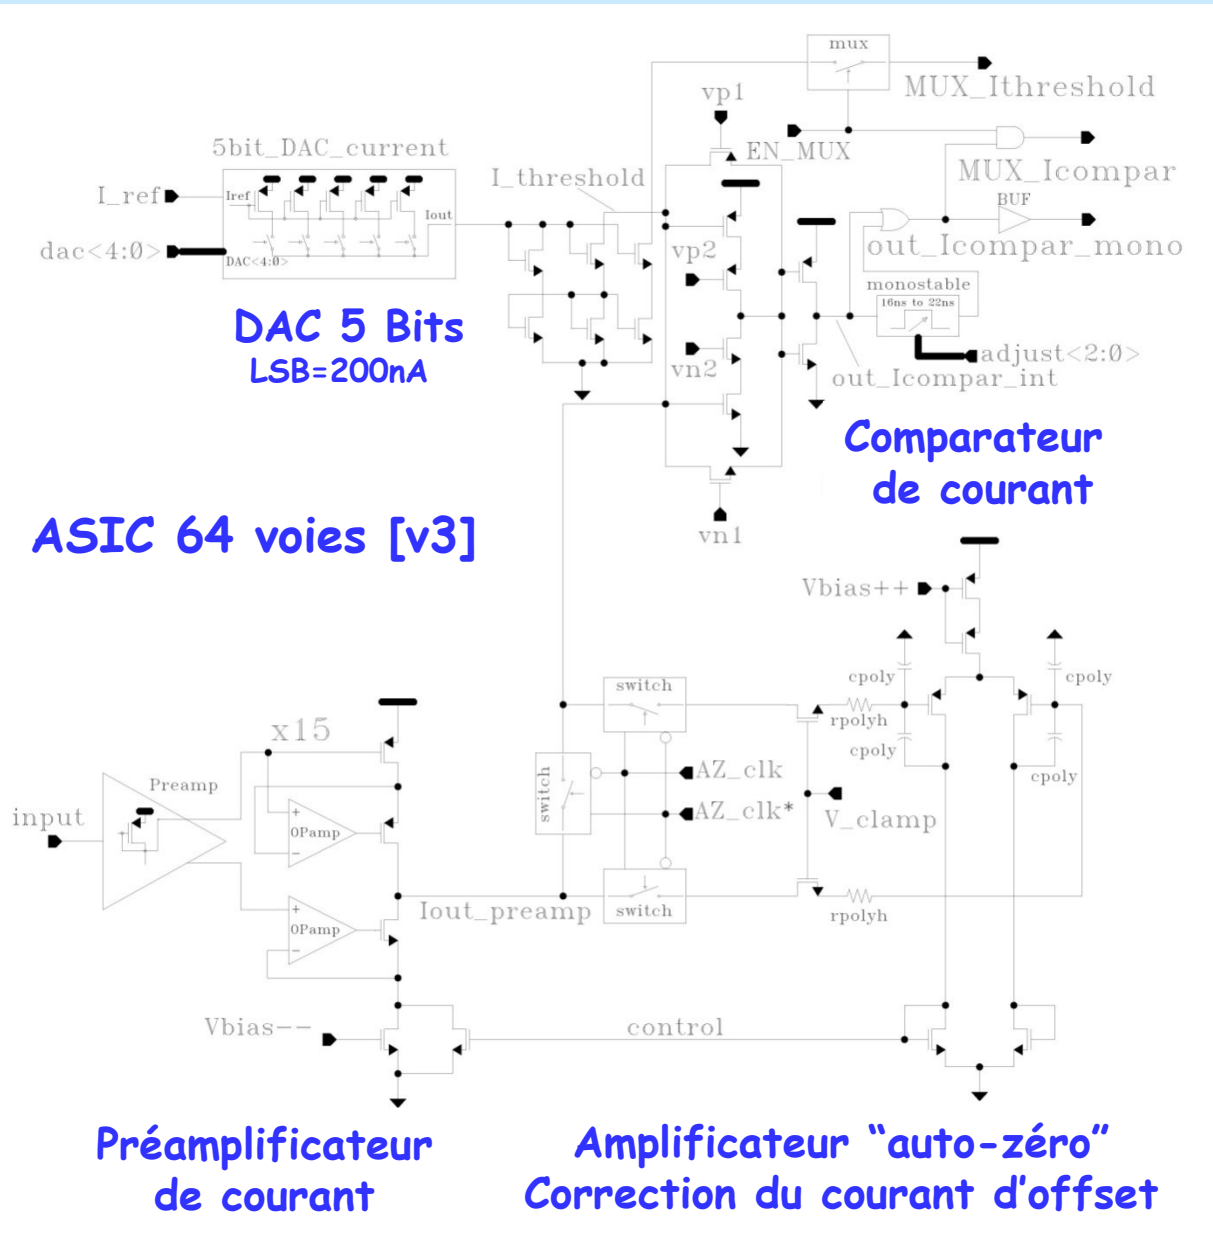 mux
MUX_Ithreshold
vp1
EN_MUX
MUX_Icompar
5bit_DAC_current
I_threshold
I_ref
Iref
Iout
BUF
out_Icompar_mono
dac<4:0>
DAC<4:0>
vp2
monostable
16ns to 22ns
DAC 5 Bits
LSB=200nA
vn2
adjust<2:0>
out_Icompar_int
Comparateur
de courant
ASIC 64 voies [v3]
vn1
Vbias++
switch
cpoly
cpoly
rpolyh
cpoly
cpoly
x15
Preamp
switch
AZ_clk
AZ_clk*
V_clamp
input
+
OPamp
−
+
OPamp
−
Iout_preamp
switch
rpolyh
Vbias--
control
Préamplificateur
de courant
Amplificateur “auto-zéro”
Correction du courant d’offset